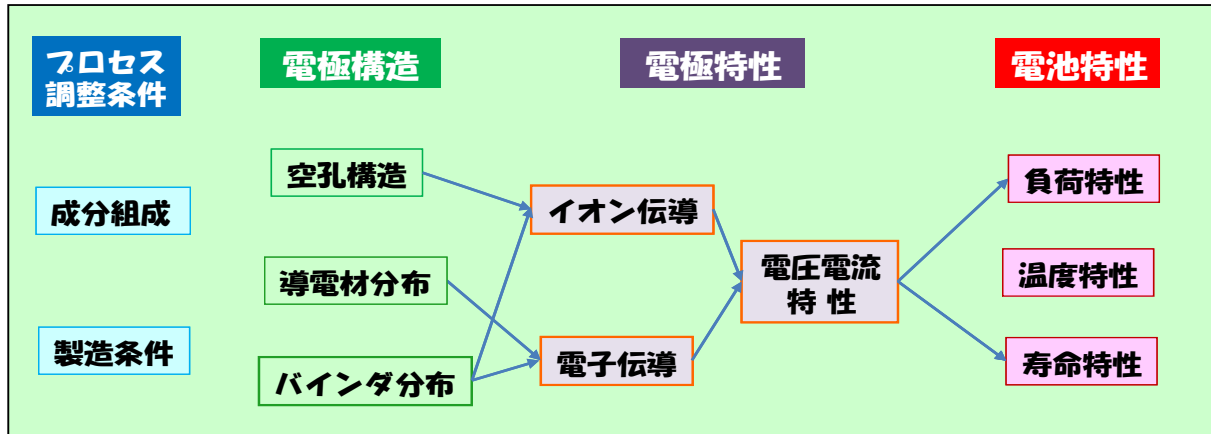 プロセス
調整条件
電極構造
電極特性
電池特性
成分組成
製造条件
空孔構造
導電材分布
バインダ分布
イオン伝導
電子伝導
電圧電流
特 性
負荷特性
温度特性
寿命特性